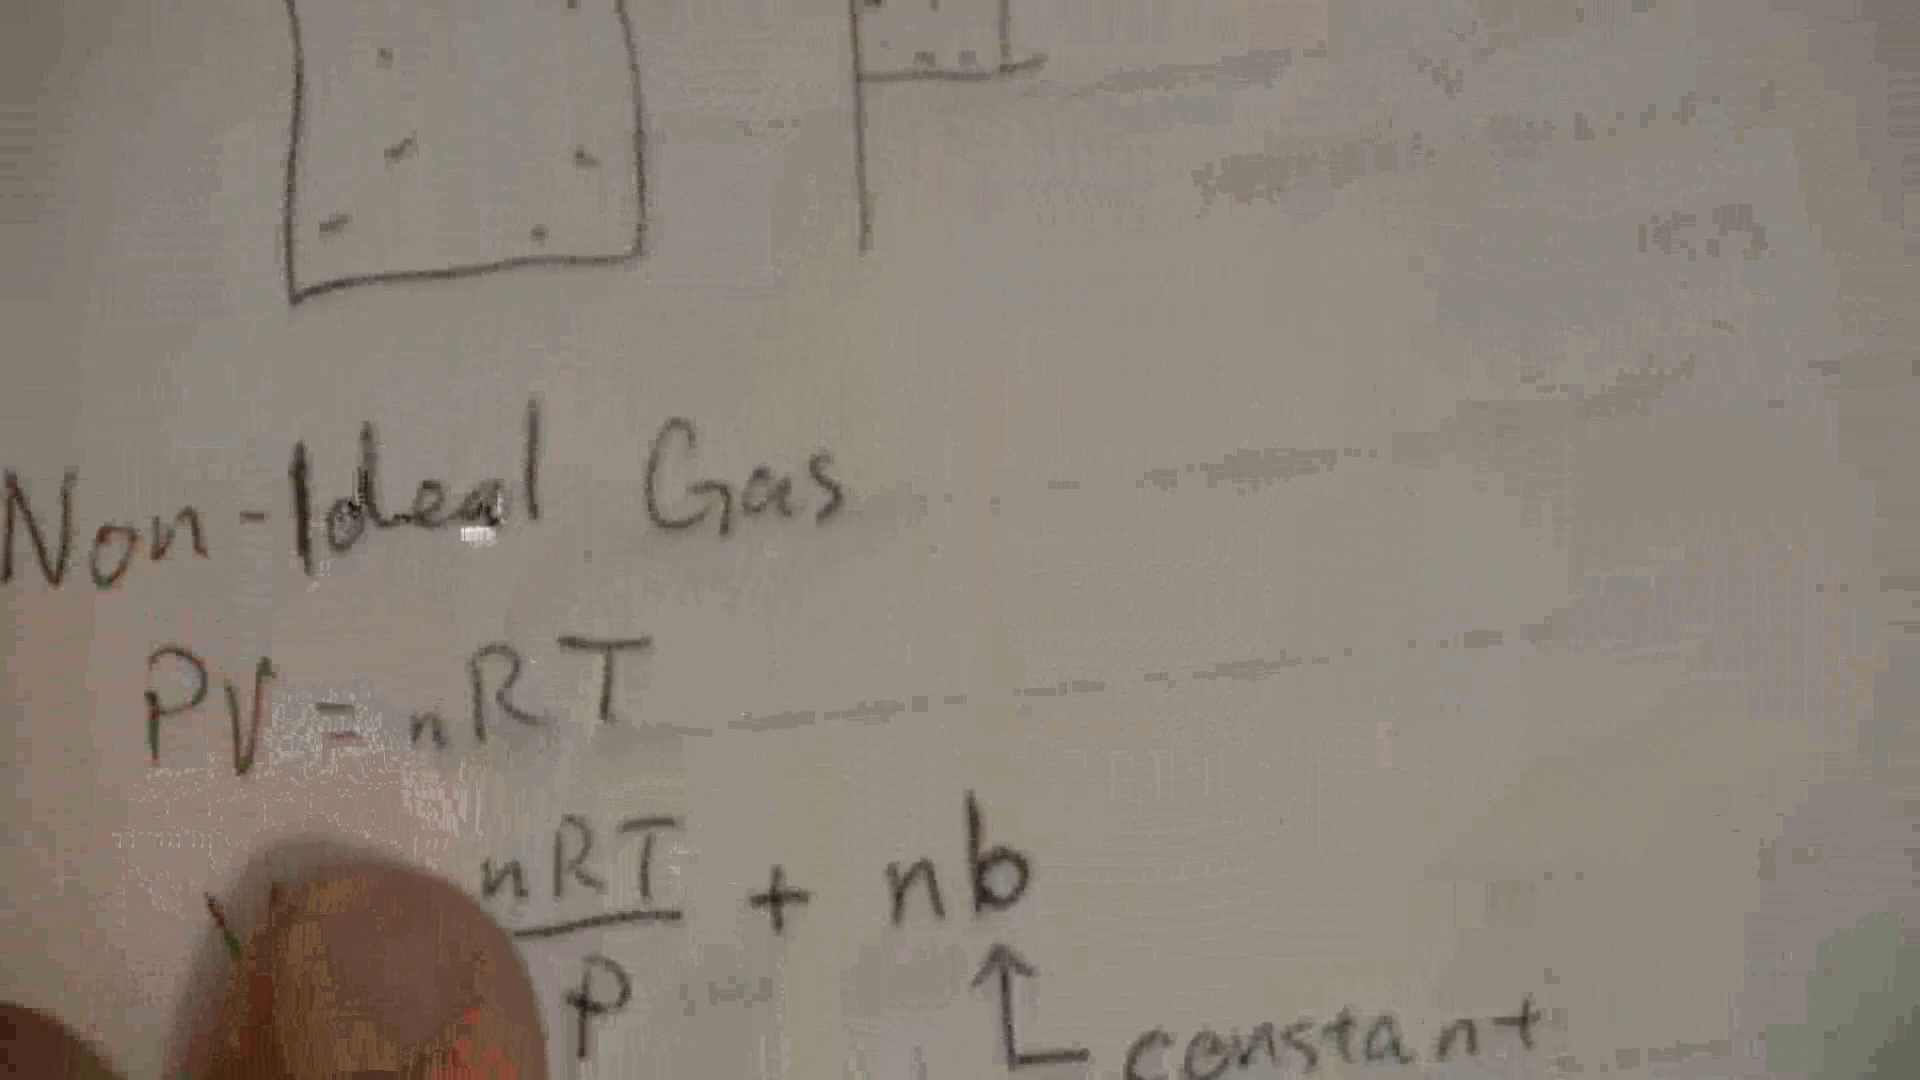 Non-Ideal Gas
PV = nRT
V nRT/P + nb
constant